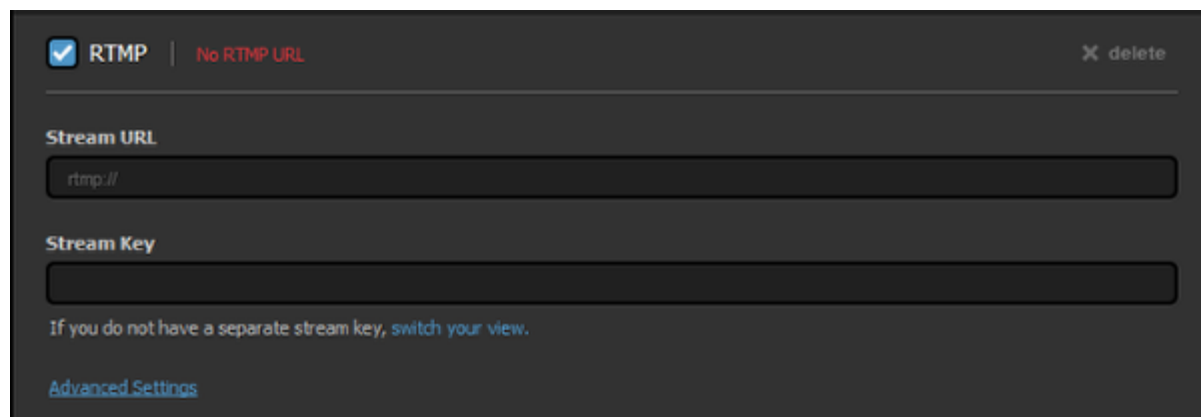 RTMP | No RTMP URL ✕ delete
Stream URL
rtmp://
Stream Key
If you do not have a separate stream key, switch your view.
Advanced Settings